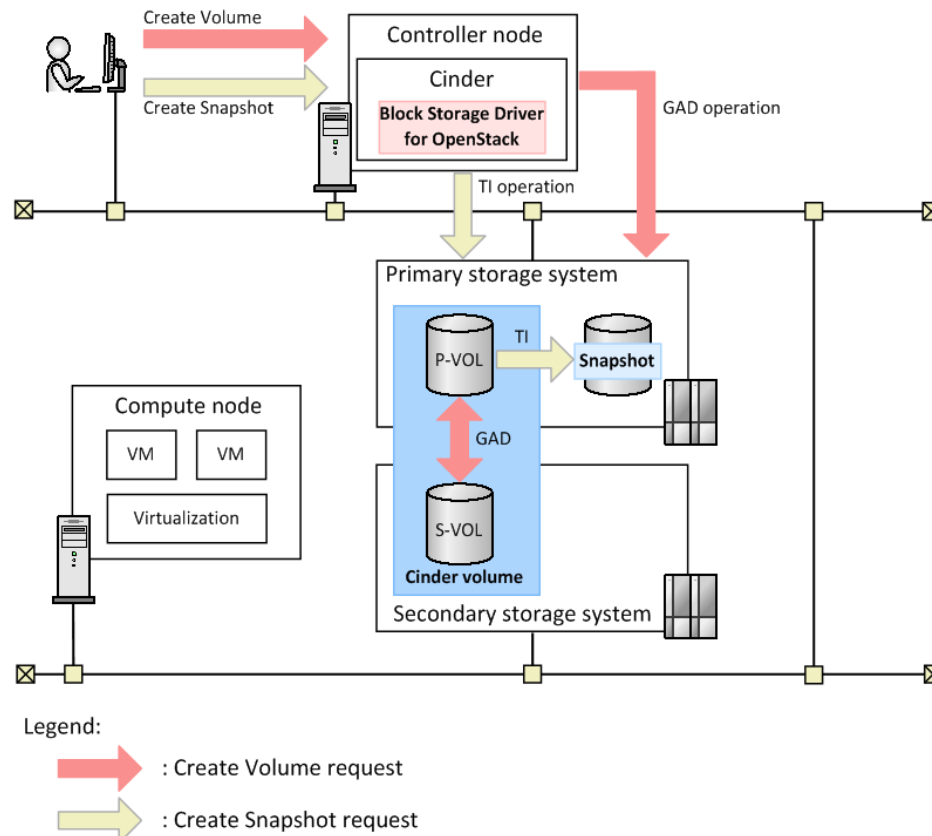 Create Volume
Create Snapshot
Controller node
Cinder
Block Storage Driver
for OpenStack
GAD operation
TI operation
Primary storage system
P-VOL
TI
Snapshot
GAD
S-VOL
Cinder volume
Secondary storage system
Compute node
VM
VM
Virtualization
Legend:
: Create Volume request
: Create Snapshot request